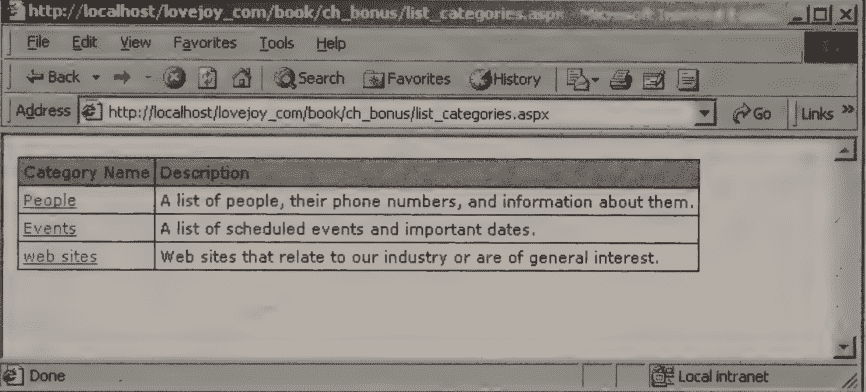 http://localhost/lovejoy_com/book/ch_bonus/list_categories.aspx
File Edit View Favorites Tools Help
Back Search Favorites History
Address http://localhost/lovejoy_com/book/ch_bonus/list_categories.aspx Go Links »
Category Name Description
People A list of people, their phone numbers, and information about them.
Events A list of scheduled events and important dates.
web sites Web sites that relate to our industry or are of general interest.
Done Local intranet